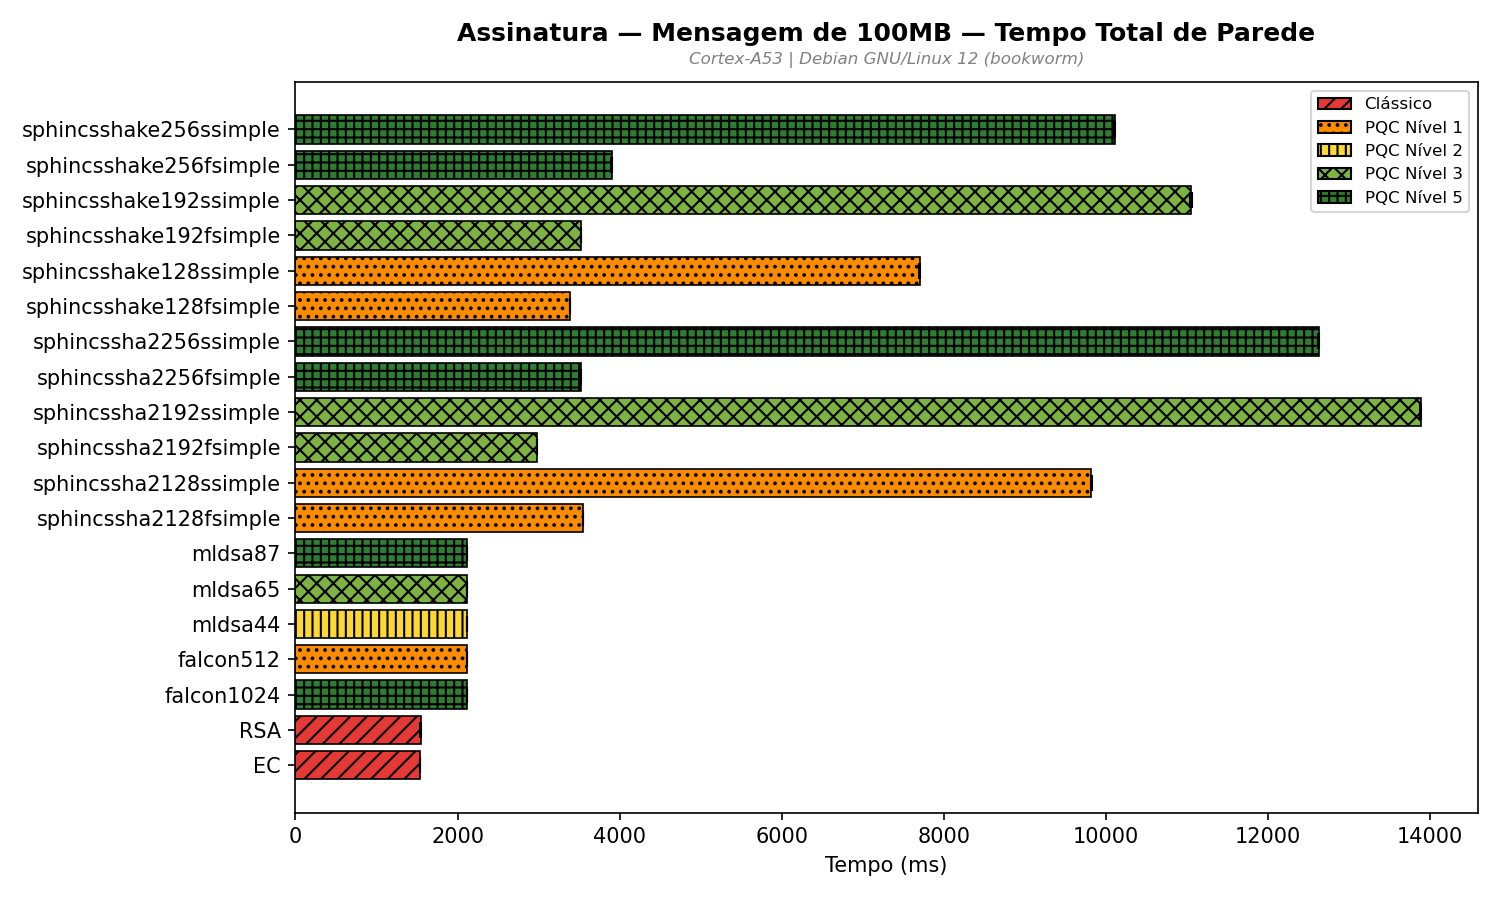 Assinatura — Mensagem de 100MB — Tempo Total de Parede
Cortex-A53 | Debian GNU/Linux 12 (bookworm)
Clássico
PQC Nível 1
PQC Nível 2
PQC Nível 3
PQC Nível 5
sphincsshake256ssimple
sphincsshake256fsimple
sphincsshake192ssimple
sphincsshake192fsimple
sphincsshake128ssimple
sphincsshake128fsimple
sphincssha2256ssimple
sphincssha2256fsimple
sphincssha2192ssimple
sphincssha2192fsimple
sphincssha2128ssimple
sphincssha2128fsimple
mldsa87
mldsa65
mldsa44
falcon512
falcon1024
RSA
EC
0 2000 4000 6000 8000 10000 12000 14000
Tempo (ms)